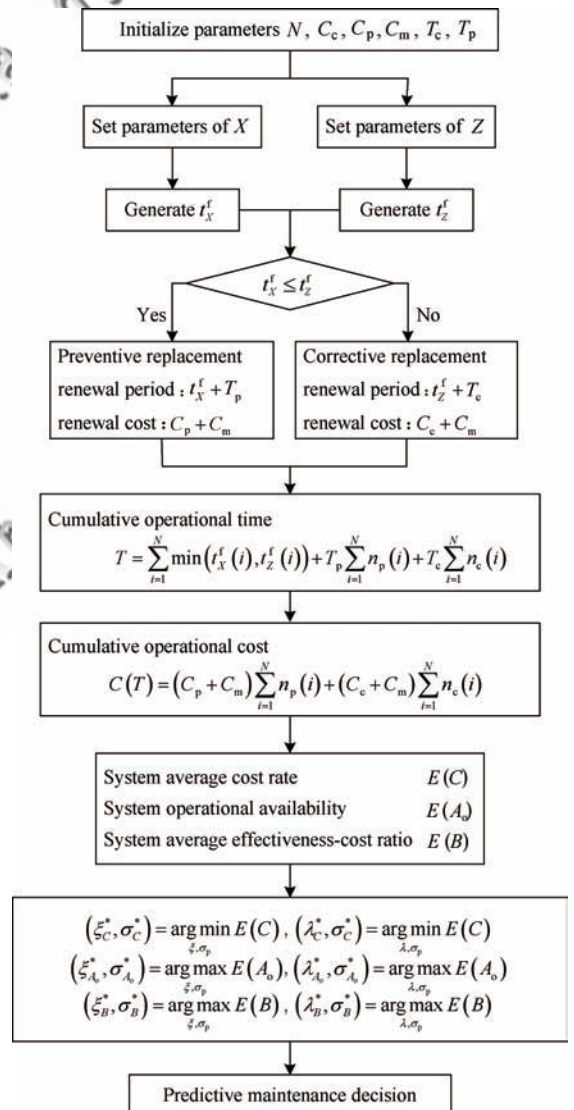 Initialize parameters N, C_c, C_p, C_m, T_c, T_p
Set parameters of X
Set parameters of Z
Generate t_X^f
Generate t_Z^f
t_X^f ≤ t_Z^f
Yes
No
Preventive replacement
renewal period : t_X^f + T_p
renewal cost : C_p + C_m
Corrective replacement
renewal period : t_Z^f + T_c
renewal cost : C_c + C_m
Cumulative operational time
T = ∑_{i=1}^{N} min(t_X^f(i), t_Z^f(i)) + T_p ∑_{i=1}^{N} n_p(i) + T_c ∑_{i=1}^{N} n_c(i)
Cumulative operational cost
C(T) = (C_p + C_m) ∑_{i=1}^{N} n_p(i) + (C_c + C_m) ∑_{i=1}^{N} n_c(i)
System average cost rate E(C)
System operational availability E(A_o)
System average effectiveness-cost ratio E(B)
(ξ_C^*, σ_C^*) = arg min_{ξ,σ_p} E(C), (λ_C^*, σ_C^*) = arg min_{λ,σ_p} E(C)
(ξ_{A_o}^*, σ_{A_o}^*) = arg max_{ξ,σ_p} E(A_o), (λ_{A_o}^*, σ_{A_o}^*) = arg max_{λ,σ_p} E(A_o)
(ξ_B^*, σ_B^*) = arg max_{ξ,σ_p} E(B), (λ_B^*, σ_B^*) = arg max_{λ,σ_p} E(B)
Predictive maintenance decision